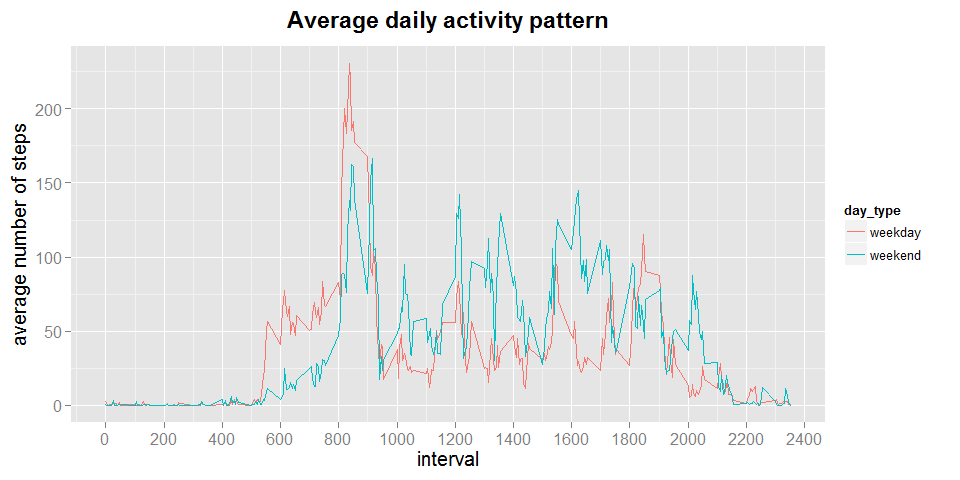 Average daily activity pattern
average number of steps
200
150
100
50
0
0 200 400 600 800 1000 1200 1400 1600 1800 2000 2200 2400
interval
day_type
weekday
weekend